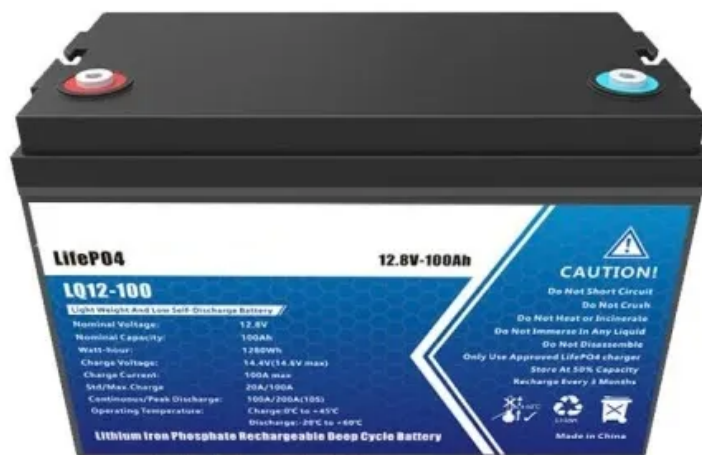 LifePO4
12.8V-100Ah
LQ12-100
Light Weight And Low Self-Discharge Battery
Nominal Voltage: 12.8V
Nominal Capacity: 100Ah
Watt-hour: 1280Wh
Charge Voltage: 14.4V(14.6V max)
Charge Current: 100A max
Std/Max.Charge 20A/100A
Continuous/Peak Discharge: 100A/200A(10S)
Operating Temperature: Charge:0℃ to +45℃
Discharge:-20℃ to +60℃
Lithium Iron Phosphate Rechargeable Deep Cycle Battery
CAUTION!
Do Not Short Circuit
Do Not Crush
Do Not Heat or Incinerate
Do Not Immerse In Any Liquid
Do Not Disassemble
Only Use Approved LifePO4 charger
Store At 50% Capacity
Recharge Every 3 Months
Made in China